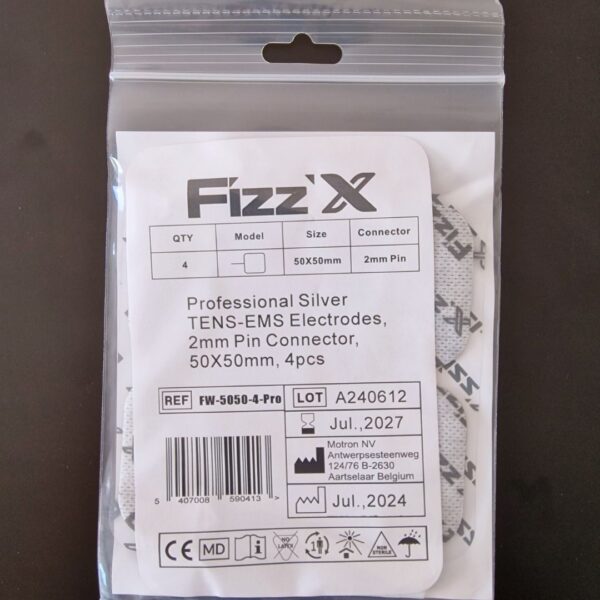 Fizz'X
QTY Model Size Connector
4 50X50mm 2mm Pin
Professional Silver
TENS-EMS Electrodes,
2mm Pin Connector,
50X50mm, 4pcs
REF FW-5050-4-Pro
LOT A240612
Jul.,2027
Motron NV
Antwerpsesteenweg
124/76 B-2630
Aartselaar Belgium
Jul.,2024
5 407008 590413 >
CE MD i NO LATEX 1 NON STERILE
Fizz'X